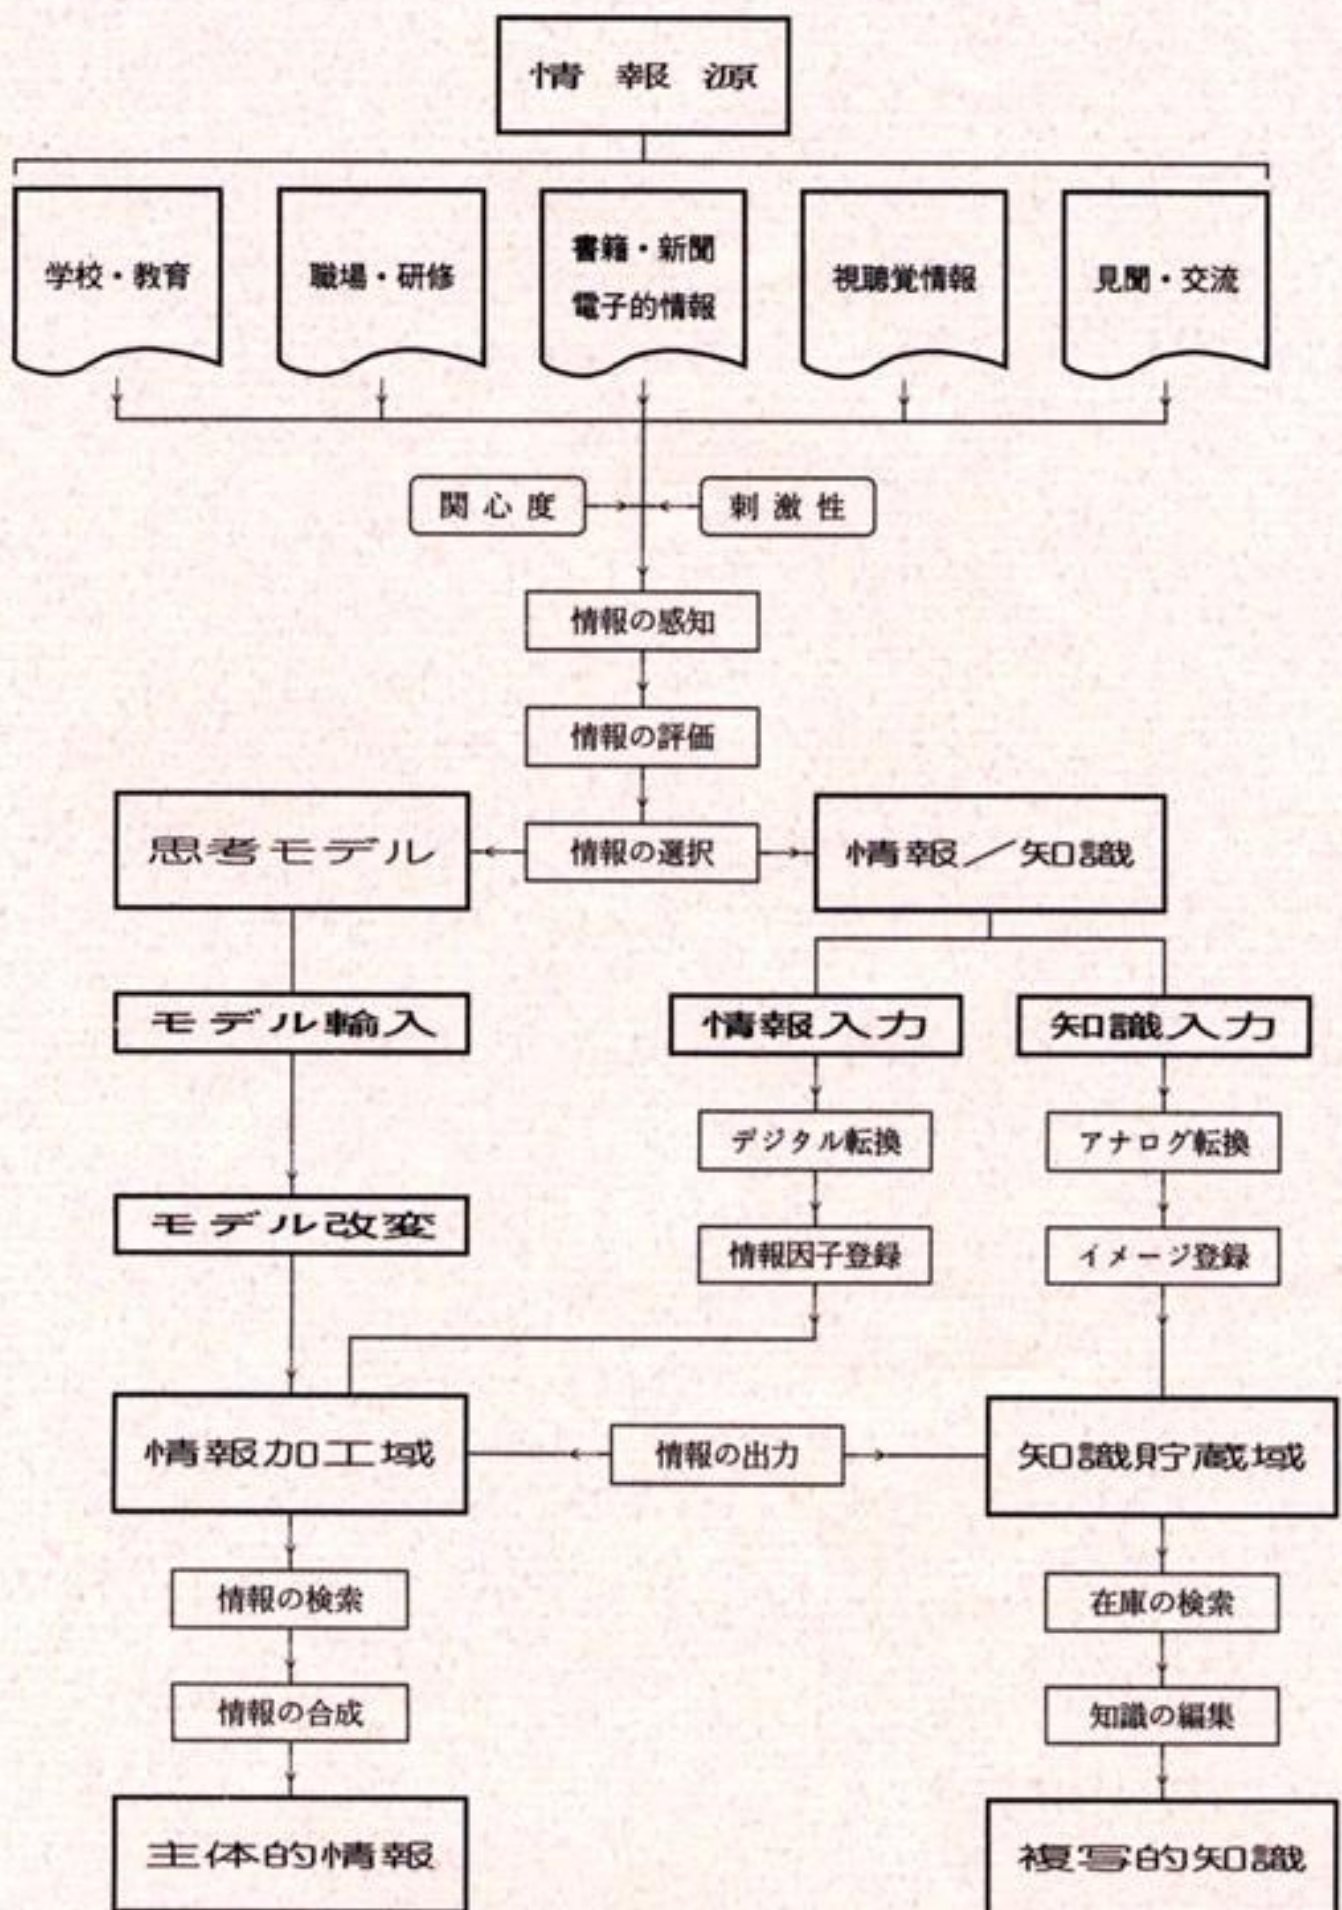 情報源
学校・教育
職場・研修
書籍・新聞
電子的情報
視聴覚情報
見聞・交流
関心度
刺激性
情報の感知
情報の評価
思考モデル
情報の選択
情報／知識
モデル輸入
情報入力
知識入力
デジタル転換
アナログ転換
モデル改変
情報因子登録
イメージ登録
情報加工域
情報の出力
知識貯蔵域
情報の検索
在庫の検索
情報の合成
知識の編集
主体的情報
複写的知識